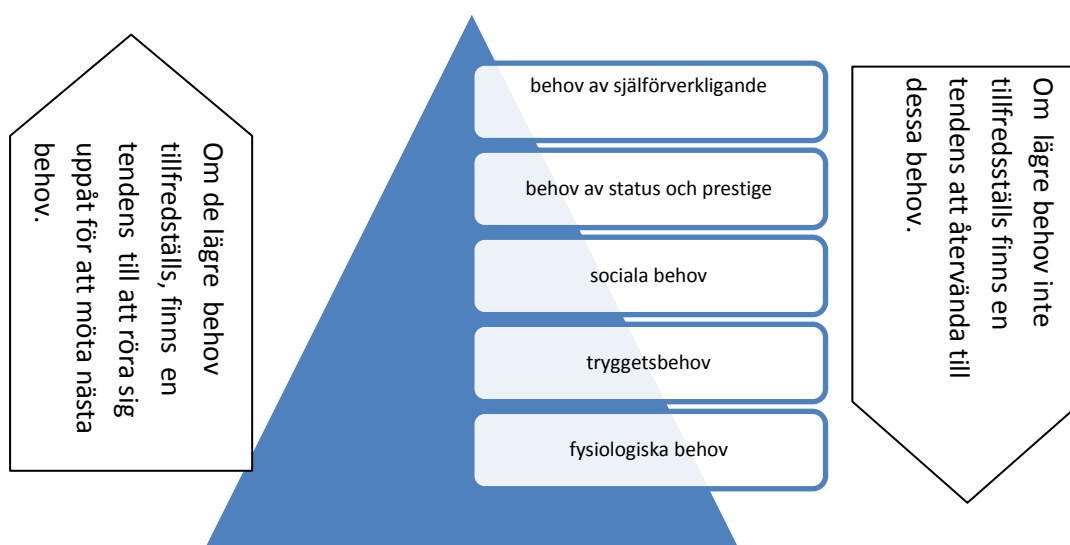 Om de lägre behov
tillfredställs, finns en
tendens till att röra sig
uppåt för att möta nästa
behov.
behov av själförverkligande
behov av status och prestige
sociala behov
tryggetsbehov
fysiologiska behov
Om lägre behov inte
tillfredsställs finns en
tendens att återvända till
dessa behov.